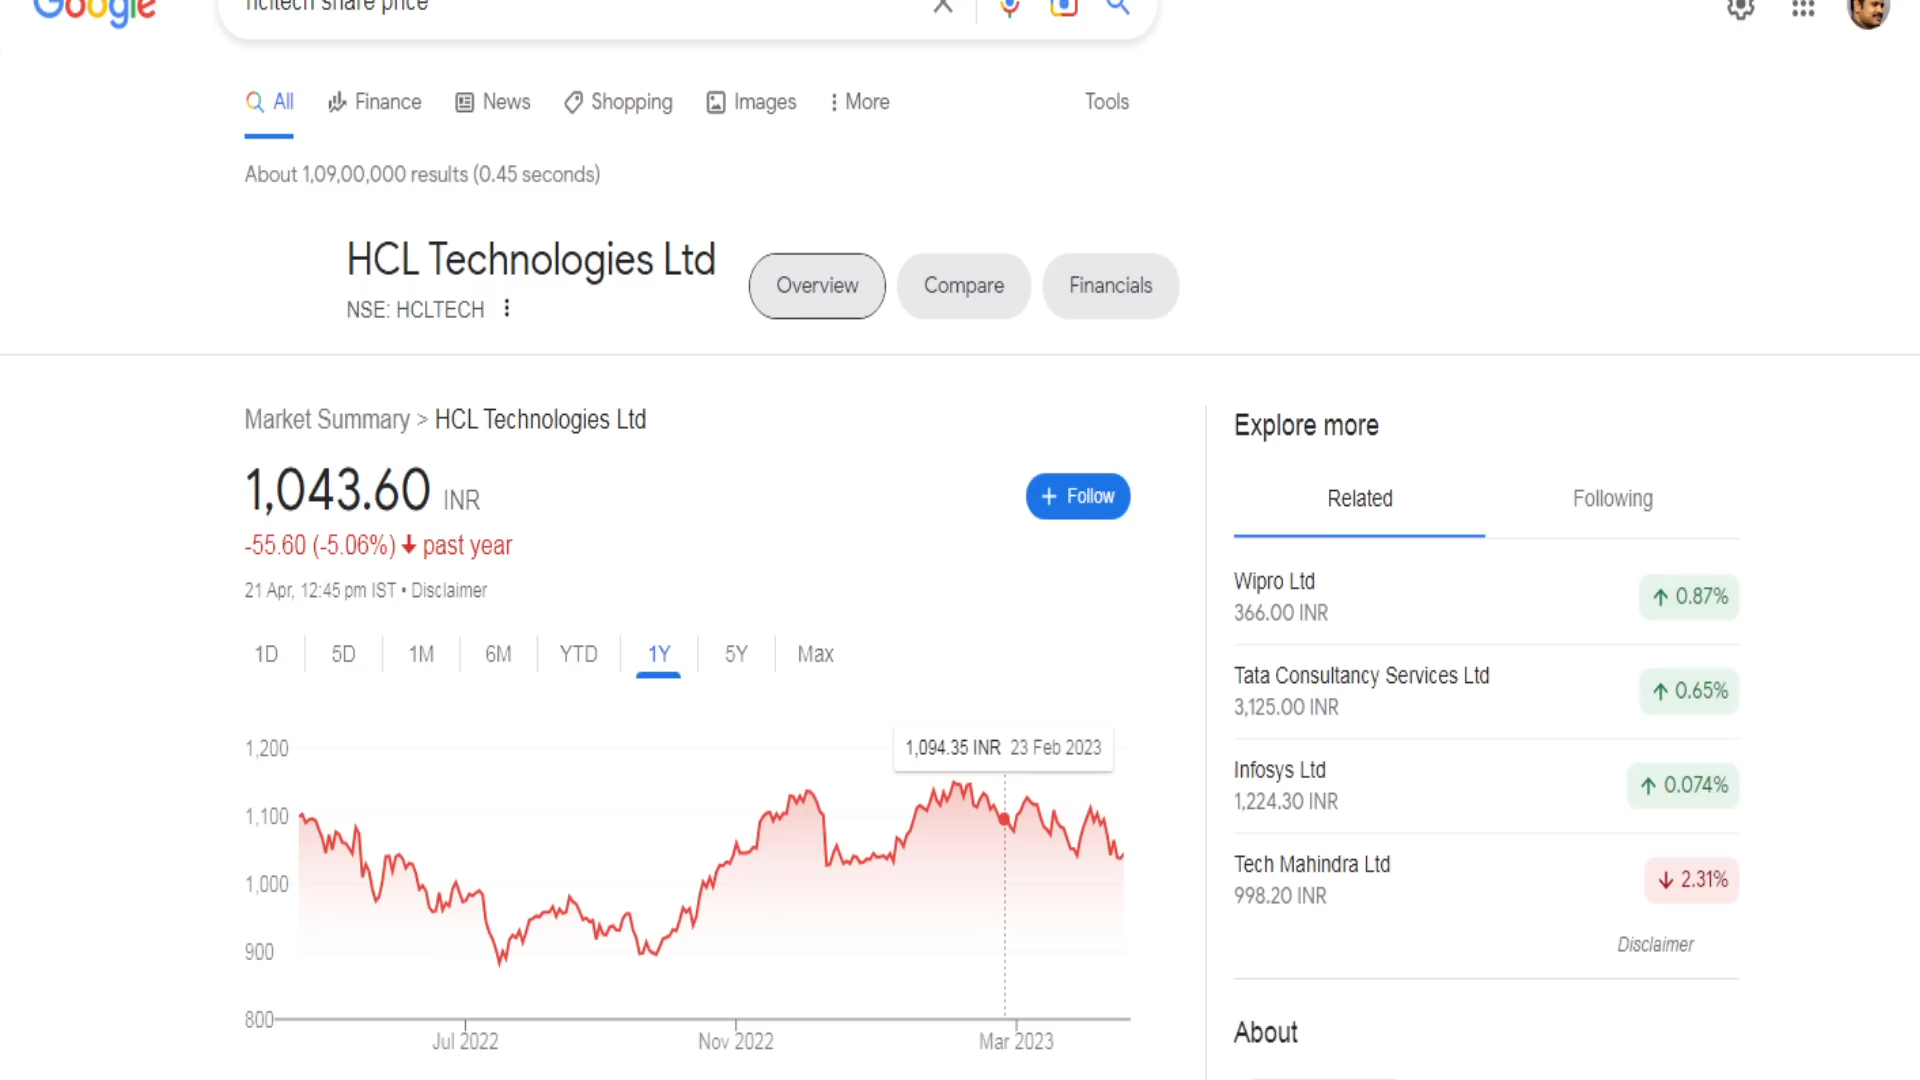 Google
hcltech share price
All
Finance
News
Shopping
Images
More
Tools
About 1,09,00,000 results (0.45 seconds)
HCL Technologies Ltd
NSE: HCLTECH
Overview
Compare
Financials
Market Summary > HCL Technologies Ltd
1,043.60 INR
+ Follow
-55.60 (-5.06%) past year
21 Apr, 12:45 pm IST • Disclaimer
1D
5D
1M
6M
YTD
1Y
5Y
Max
1,094.35 INR 23 Feb 2023
1,200
1,100
1,000
900
800
Jul 2022
Nov 2022
Mar 2023
Explore more
Related
Following
Wipro Ltd
366.00 INR
0.87%
Tata Consultancy Services Ltd
3,125.00 INR
0.65%
Infosys Ltd
1,224.30 INR
0.074%
Tech Mahindra Ltd
998.20 INR
2.31%
Disclaimer
About